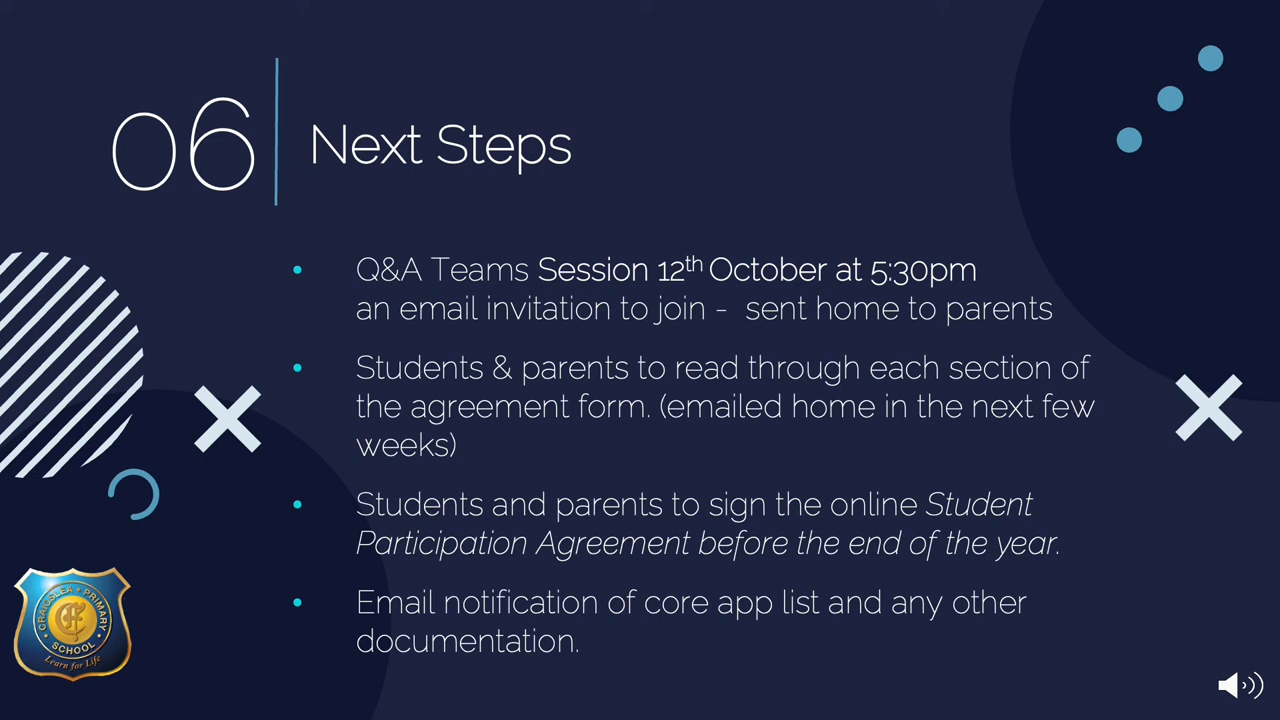 06
Next Steps
• Q&A Teams Session 12th October at 5:30pm
an email invitation to join - sent home to parents
• Students & parents to read through each section of
the agreement form. (emailed home in the next few
weeks)
• Students and parents to sign the online Student
Participation Agreement before the end of the year.
• Email notification of core app list and any other
documentation.
CRAIGSLEA • PRIMARY
• SCHOOL •
Learn for Life